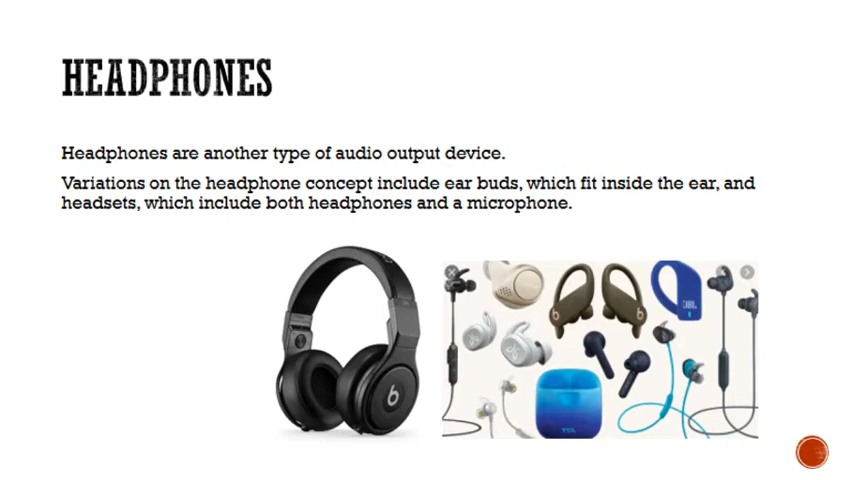 HEADPHONES
Headphones are another type of audio output device.
Variations on the headphone concept include ear buds, which fit inside the ear, and
headsets, which include both headphones and a microphone.
JBL
TCL